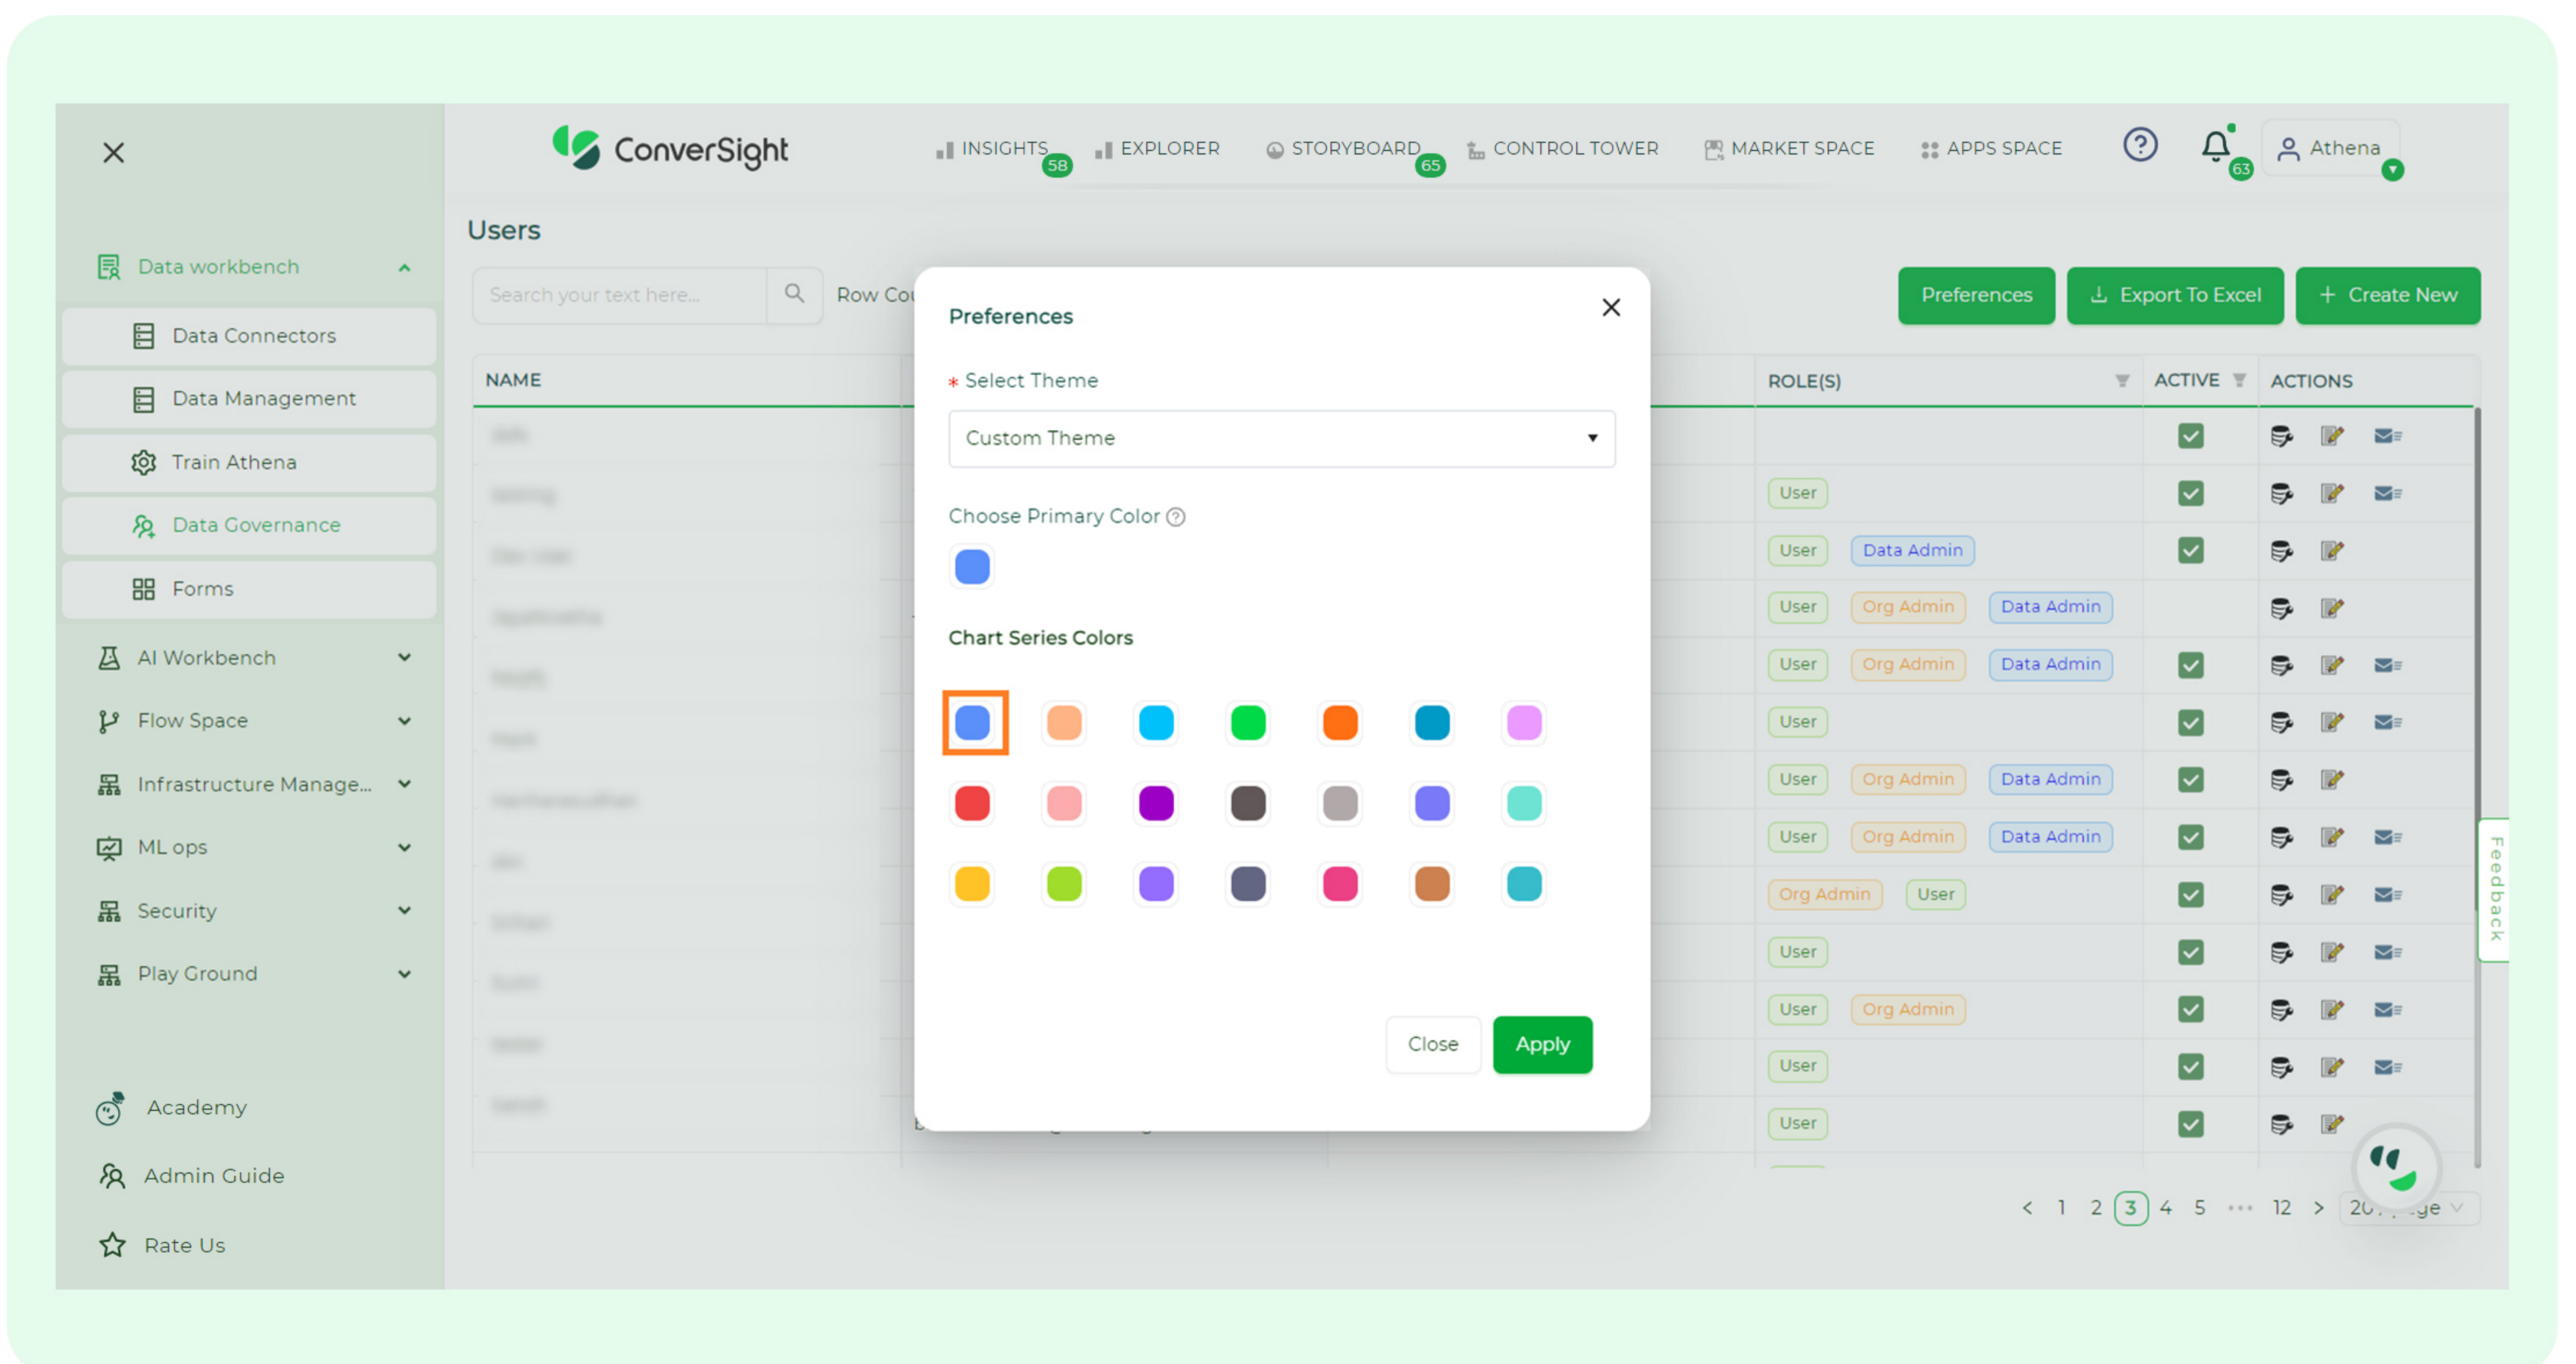 ConverSight
INSIGHTS 58
EXPLORER
STORYBOARD 65
CONTROL TOWER
MARKET SPACE
APPS SPACE
63
Athena
Data workbench
Data Connectors
Data Management
Train Athena
Data Governance
Forms
AI Workbench
Flow Space
Infrastructure Manage...
ML ops
Security
Play Ground
Academy
Admin Guide
Rate Us
Users
Search your text here...
Row
Preferences
Export To Excel
+ Create New
NAME
ROLE(S)
ACTIVE
ACTIONS
User
User Data Admin
User Org Admin Data Admin
User Org Admin Data Admin
User
User Org Admin Data Admin
User Org Admin Data Admin
Org Admin User
User
User Org Admin
User
User
Preferences
* Select Theme
Custom Theme
Choose Primary Color
Chart Series Colors
Close
Apply
< 1 2 3 4 5 ••• 12 >
Feedback